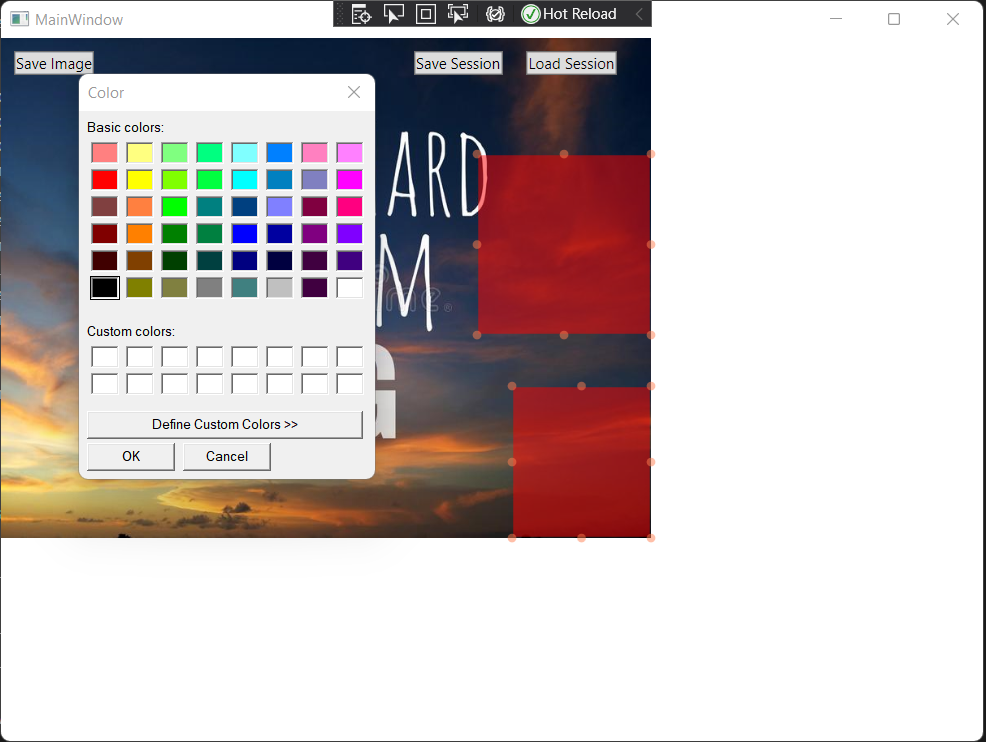 MainWindow
Hot Reload
Save Image
Save Session
Load Session
Color
Basic colors:
ARD
M
G
Custom colors:
Define Custom Colors >>
OK
Cancel